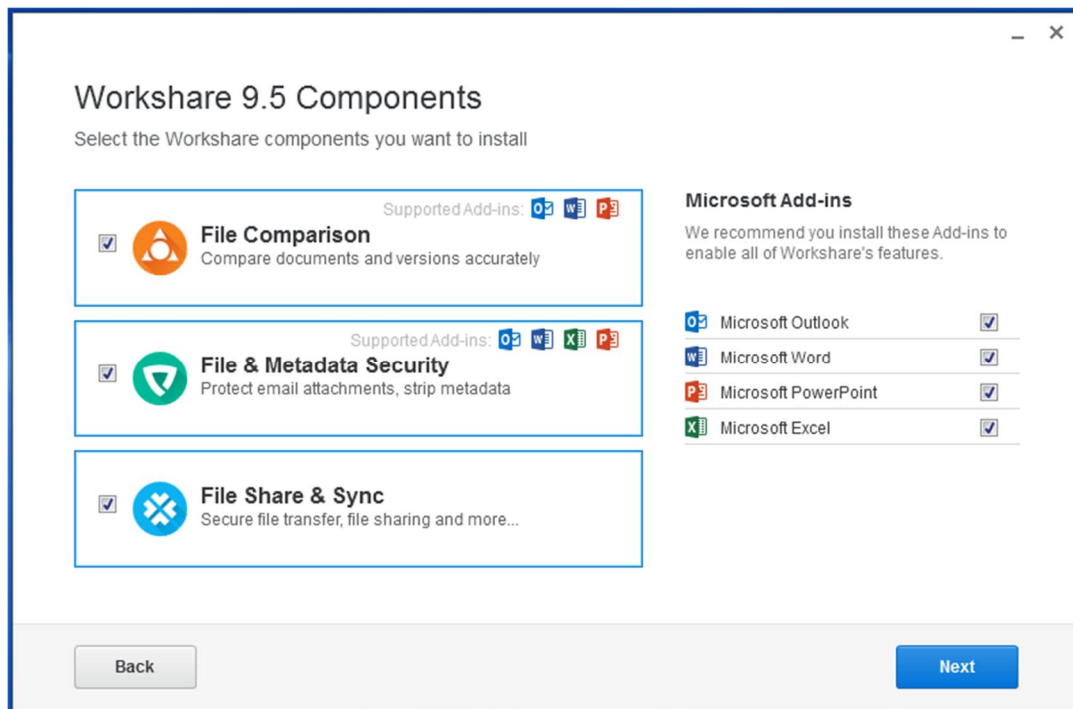 Workshare 9.5 Components
Select the Workshare components you want to install
Supported Add-ins:
File Comparison
Compare documents and versions accurately
Supported Add-ins:
File & Metadata Security
Protect email attachments, strip metadata
File Share & Sync
Secure file transfer, file sharing and more...
Microsoft Add-ins
We recommend you install these Add-ins to
enable all of Workshare's features.
Microsoft Outlook
Microsoft Word
Microsoft PowerPoint
Microsoft Excel
Back
Next